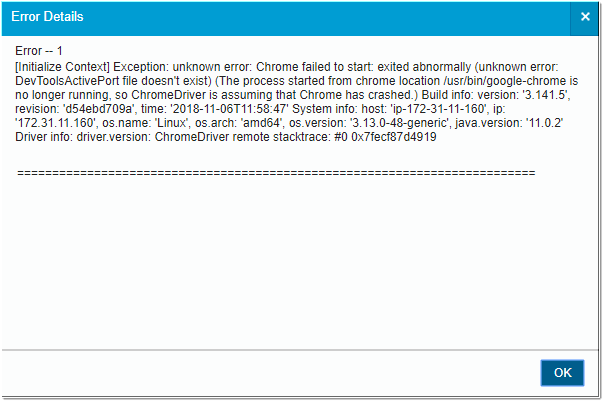 Error Details
×
Error -- 1
[Initialize Context] Exception: unknown error: Chrome failed to start: exited abnormally (unknown error:
DevToolsActivePort file doesn't exist) (The process started from chrome location /usr/bin/google-chrome is
no longer running, so ChromeDriver is assuming that Chrome has crashed.) Build info: version: '3.141.5',
revision: 'd54ebd709a', time: '2018-11-06T11:58:47' System info: host: 'ip-172-31-11-160', ip:
'172.31.11.160', os.name: 'Linux', os.arch: 'amd64', os.version: '3.13.0-48-generic', java.version: '11.0.2'
Driver info: driver.version: ChromeDriver remote stacktrace: #0 0x7fecf87d4919
==========================================================================
OK